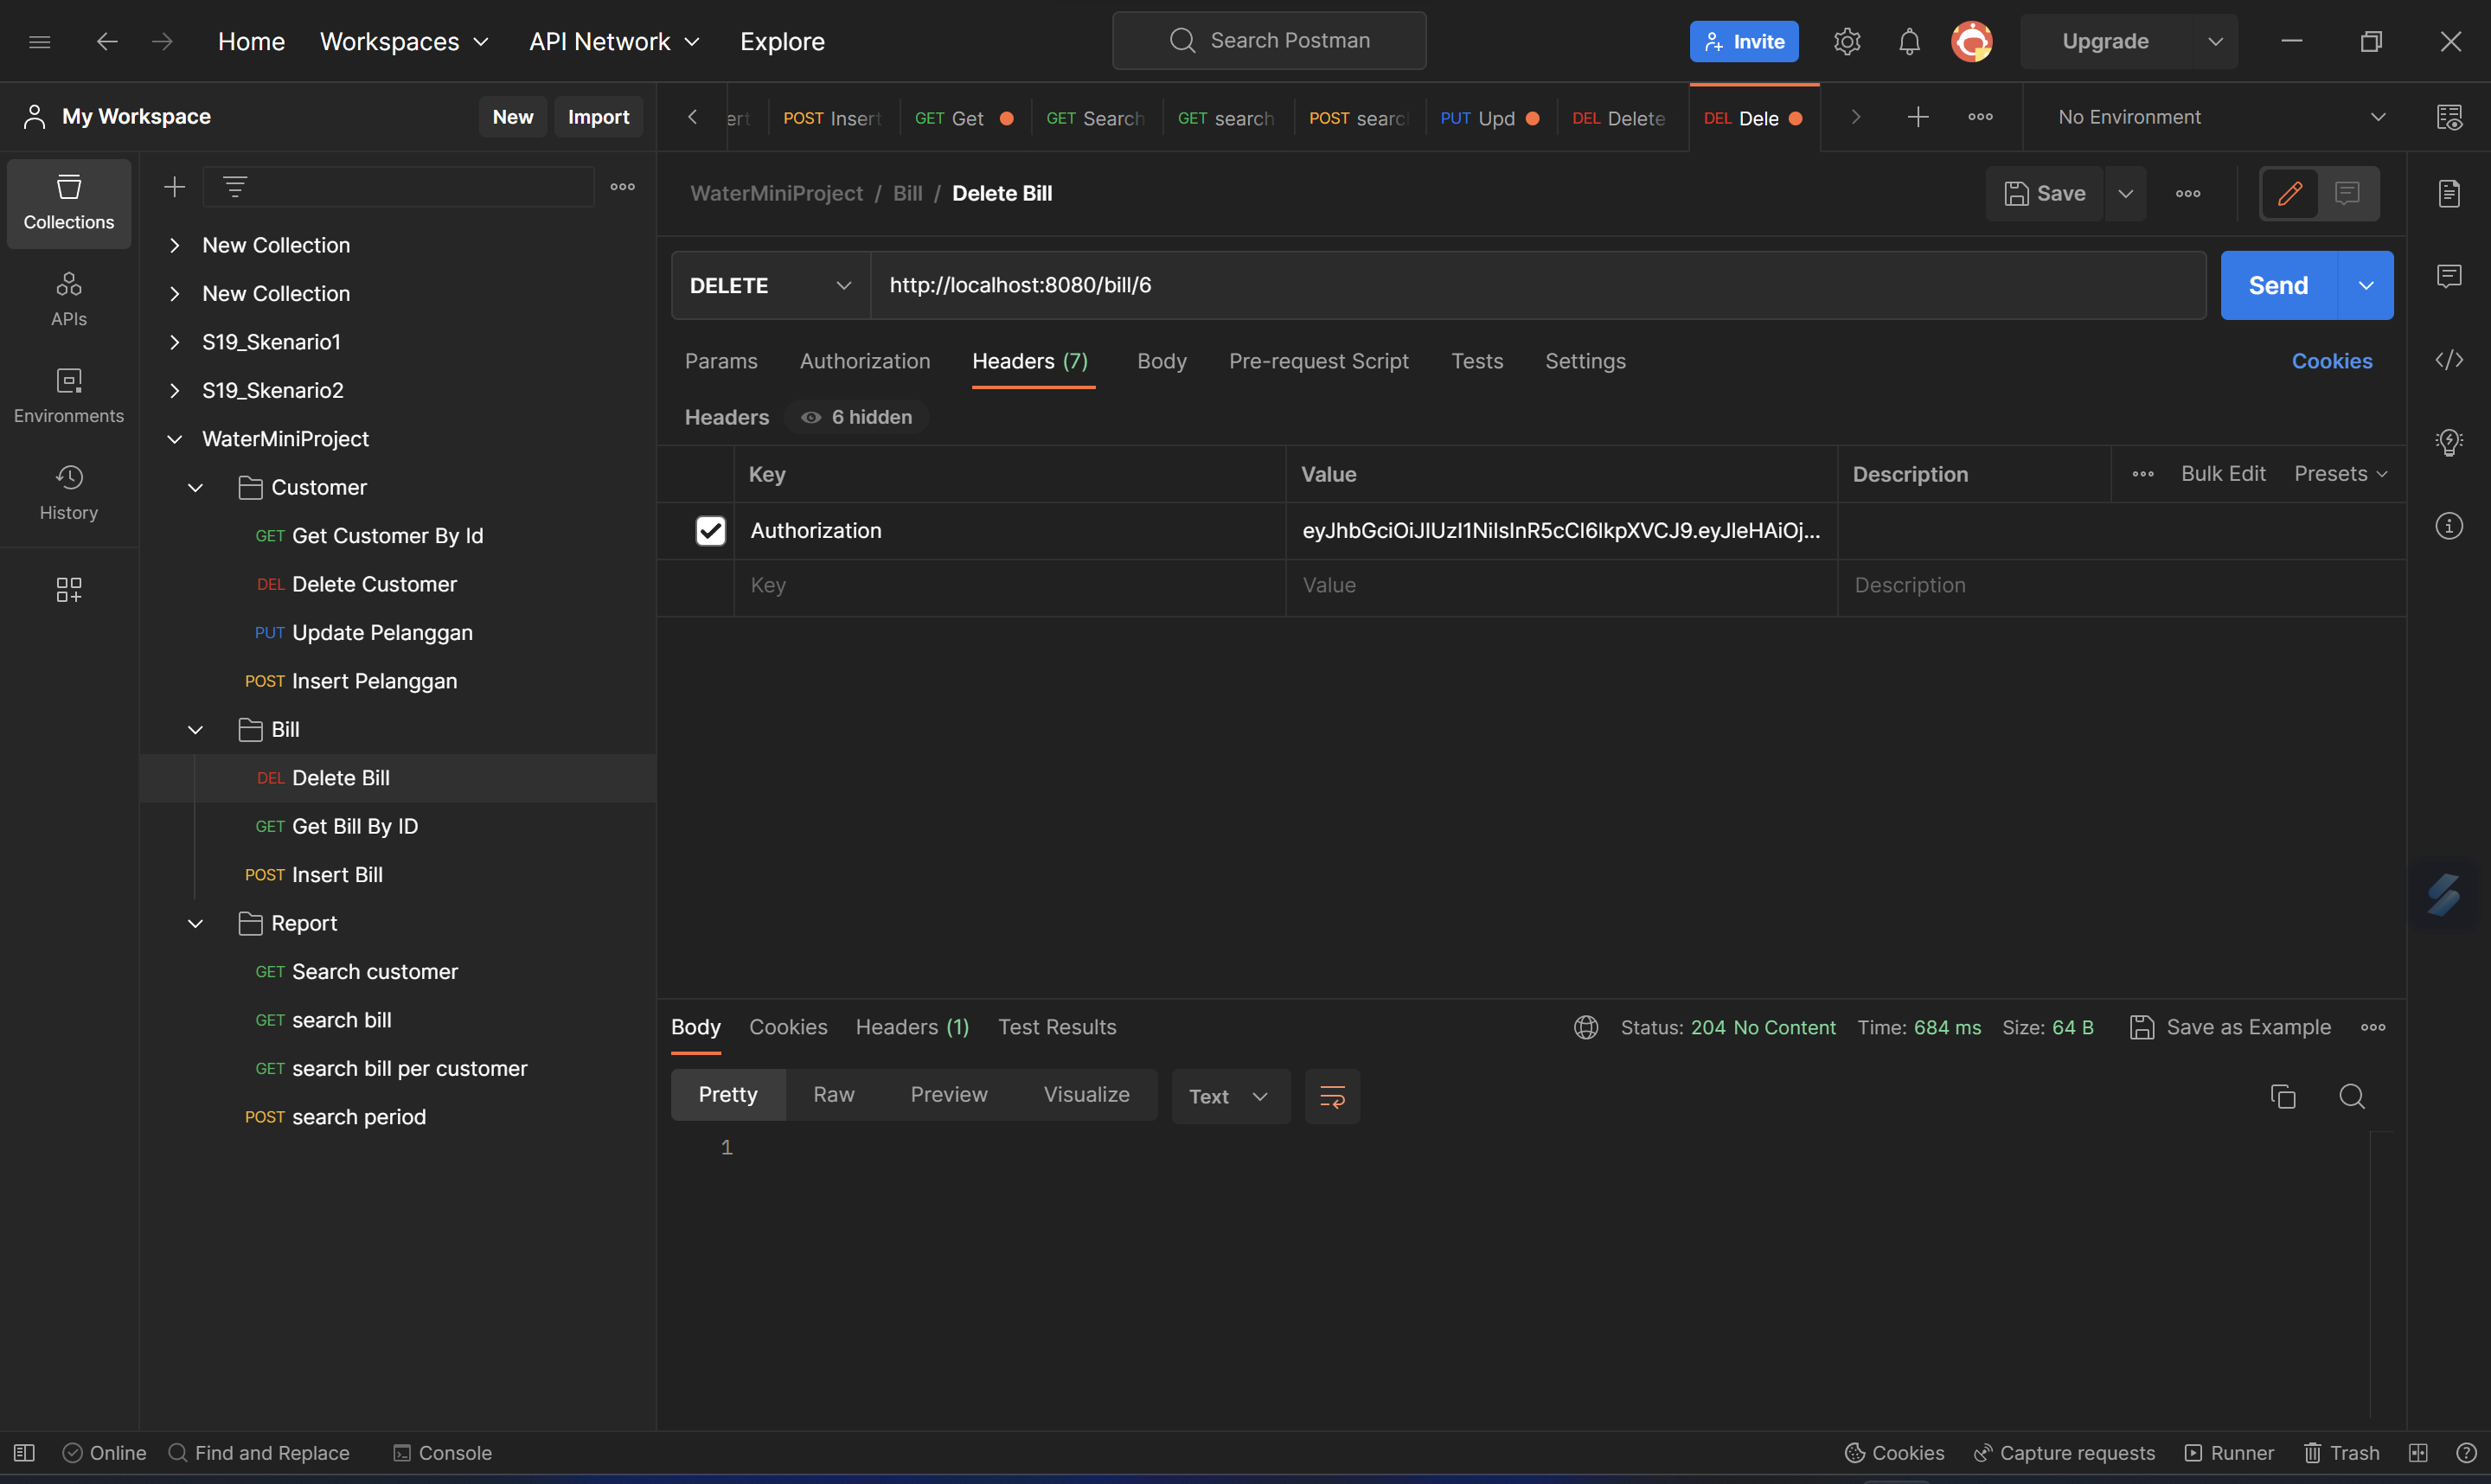 Home Workspaces API Network Explore Search Postman Invite Upgrade
My Workspace New Import
ert POST Insert GET Get GET Search GET search POST searc PUT Upd DEL Delete DEL Dele No Environment
Collections
APIs
Environments
History
New Collection
New Collection
S19_Skenario1
S19_Skenario2
WaterMiniProject
Customer
GET Get Customer By Id
DEL Delete Customer
PUT Update Pelanggan
POST Insert Pelanggan
Bill
DEL Delete Bill
GET Get Bill By ID
POST Insert Bill
Report
GET Search customer
GET search bill
GET search bill per customer
POST search period
WaterMiniProject / Bill / Delete Bill Save
DELETE http://localhost:8080/bill/6 Send
Params Authorization Headers (7) Body Pre-request Script Tests Settings Cookies
Headers 6 hidden
Key Value Description Bulk Edit Presets
Authorization eyJhbGciOiJIUzI1NiIsInR5cCI6IkpXVCJ9.eyJleHAiOj...
Key Value Description
Body Cookies Headers (1) Test Results Status: 204 No Content Time: 684 ms Size: 64 B Save as Example
Pretty Raw Preview Visualize Text
1
Online Find and Replace Console Cookies Capture requests Runner Trash